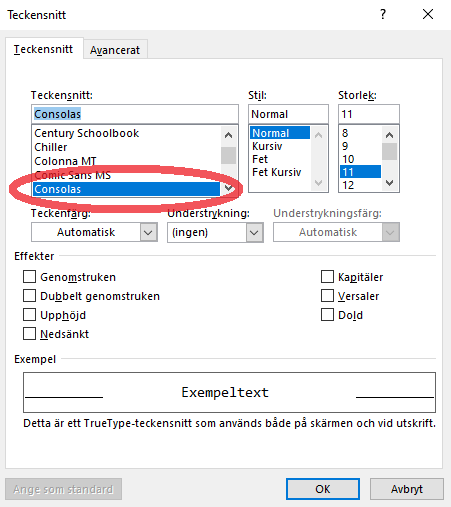 Teckensnitt
Teckensnitt Avancerat
Teckensnitt: Stil: Storlek:
Consolas Normal 11
Century Schoolbook Normal 8
Chiller Kursiv 9
Colonna MT Fet 10
Comic Sans MS Fet Kursiv 11
Consolas 12
Teckenfärg: Understrykning: Understrykningsfärg:
Automatisk (ingen) Automatisk
Effekter
Genomstruken Kapitäler
Dubbelt genomstruken Versaler
Upphöjd Dold
Nedsänkt
Exempel
Exempeltext
Detta är ett TrueType-teckensnitt som används både på skärmen och vid utskrift.
Ange som standard OK Avbryt